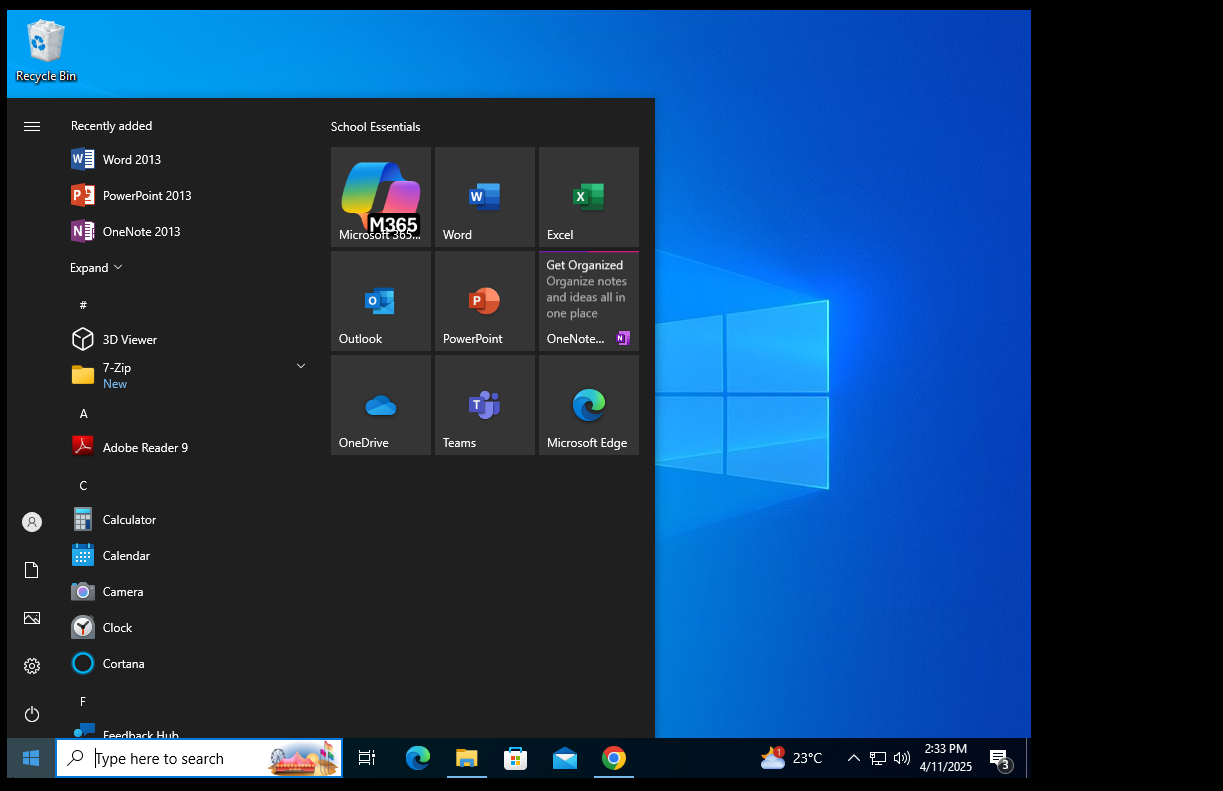 Recycle Bin
Recently added
Word 2013
PowerPoint 2013
OneNote 2013
Expand
#
3D Viewer
7-Zip
New
A
Adobe Reader 9
C
Calculator
Calendar
Camera
Clock
Cortana
F
Feedback Hub
School Essentials
M365
Microsoft 365...
Word
Excel
Outlook
PowerPoint
Get Organized
Organize notes
and ideas all in
one place
OneNote...
OneDrive
Teams
Microsoft Edge
Type here to search
1
23°C
2:33 PM
4/11/2025
3